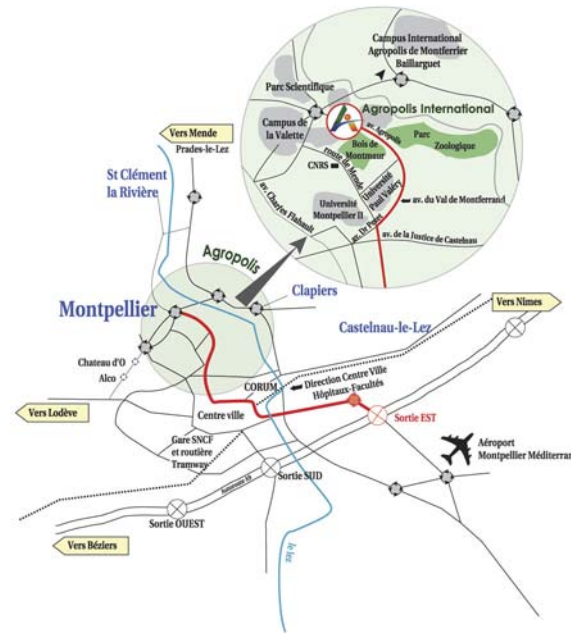 Campus International
Agropolis de Montferrier
Baillarguet
Parc Scientifique
Agropolis International
Campus de
la Valette
av. Agropolis
Parc
Zoologique
Bois de
Montmaur
CNRS
route de Mende
Université
Paul Valéry
av. du Val de Montferrand
Université
Montpellier II
av. Charles Flahault
av. Dr Pezet
av. de la Justice de Castelnau
Vers Mende
Prades-le-Lez
St Clément
la Rivière
Agropolis
Clapiers
Montpellier
Vers Nimes
Castelnau-le-Lez
Chateau d'O
Alco
CORUM
Direction Centre Ville
Hôpitaux-Facultés
Vers Lodève
Centre ville
Sortie EST
Gare SNCF
et routière
Tramway
Aéroport
Montpellier Méditerran
Sortie SUD
Sortie OUEST
le lez
Vers Béziers